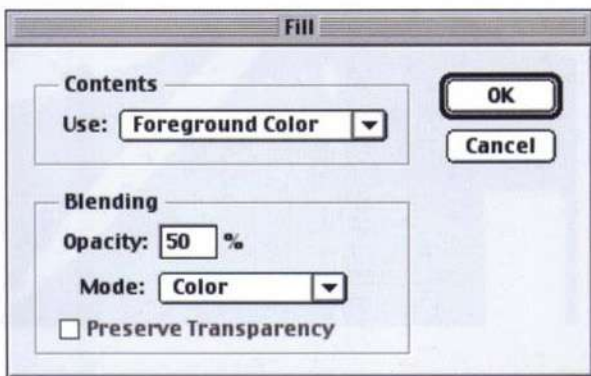 Fill
Contents
Use: Foreground Color
OK
Cancel
Blending
Opacity: 50 %
Mode: Color
Preserve Transparency